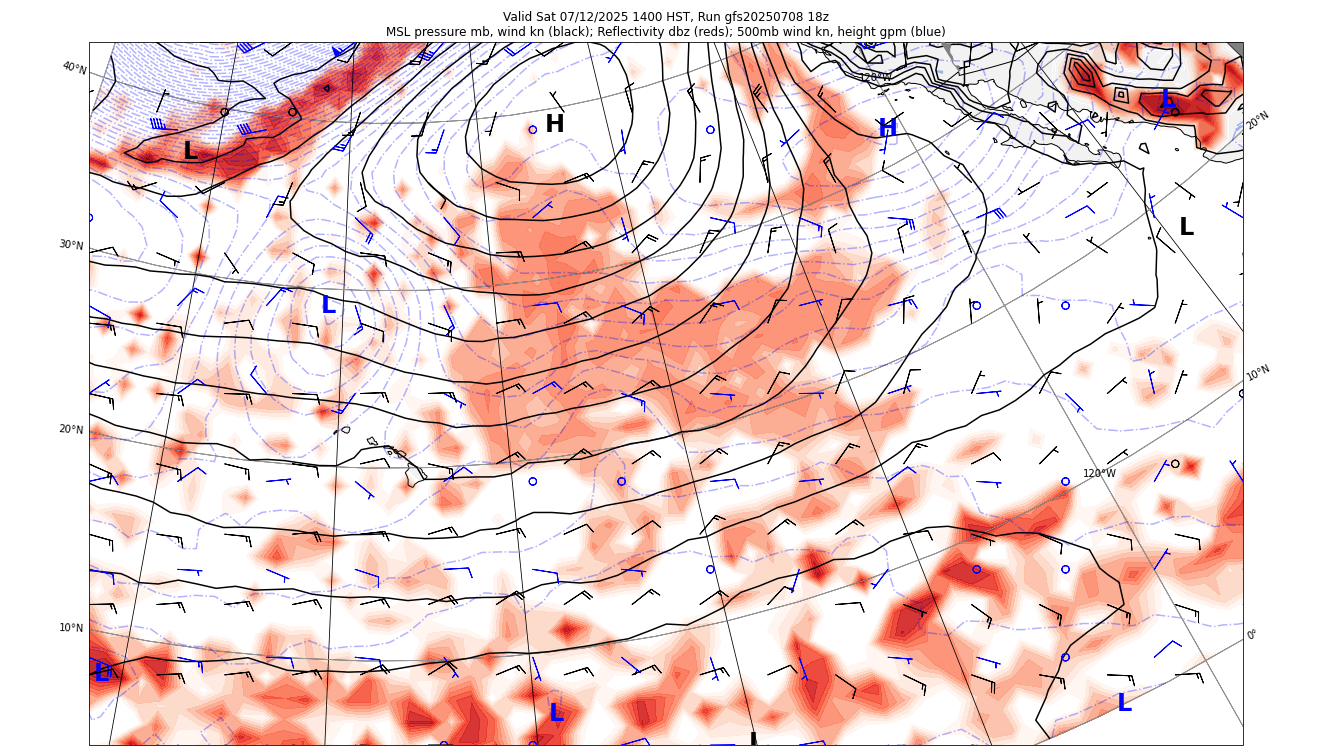 Valid Sat 07/12/2025 1400 HST, Run gfs20250708 18z
MSL pressure mb, wind kn (black); Reflectivity dbz (reds); 500mb wind kn, height gpm (blue)
40°N
120°W
L
20°N
H
H
L
30°N
L
L
10°N
20°N
120°W
10°N
0°
L
L
L
L